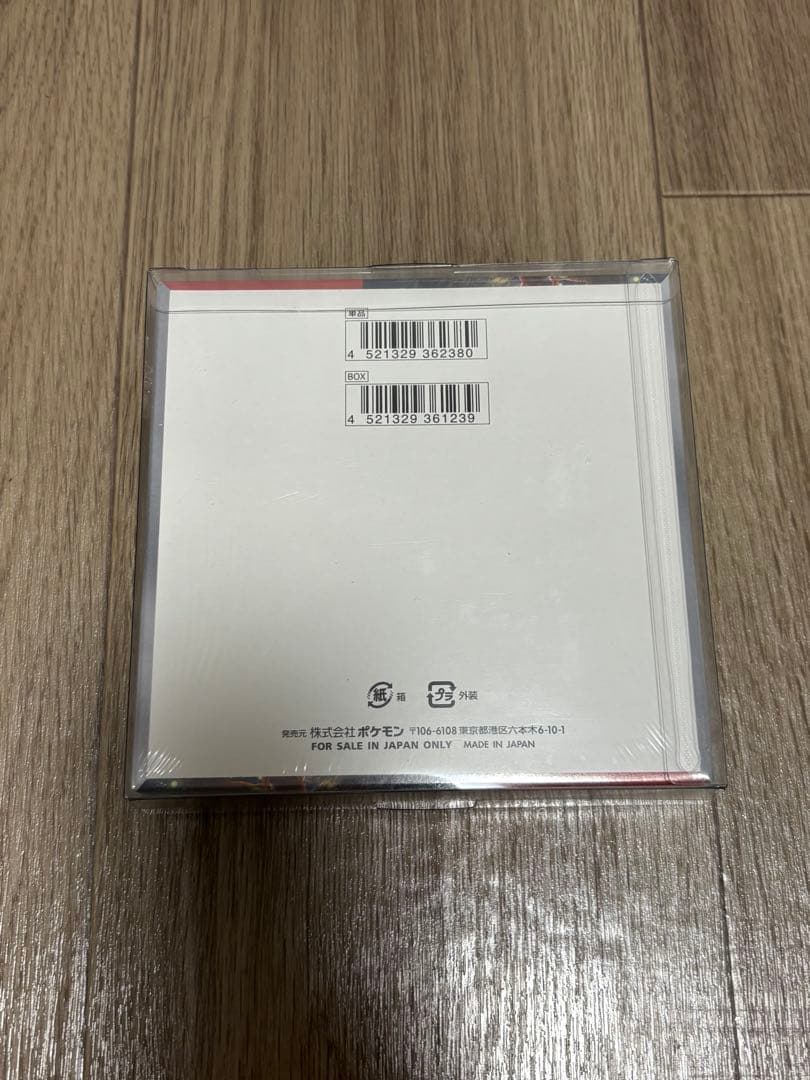 単品
4 521329 362380
BOX
4 521329 361239
紙 箱 プラ 外装
発売元 株式会社ポケモン 〒106-6108 東京都港区六本木6-10-1
FOR SALE IN JAPAN ONLY MADE IN JAPAN